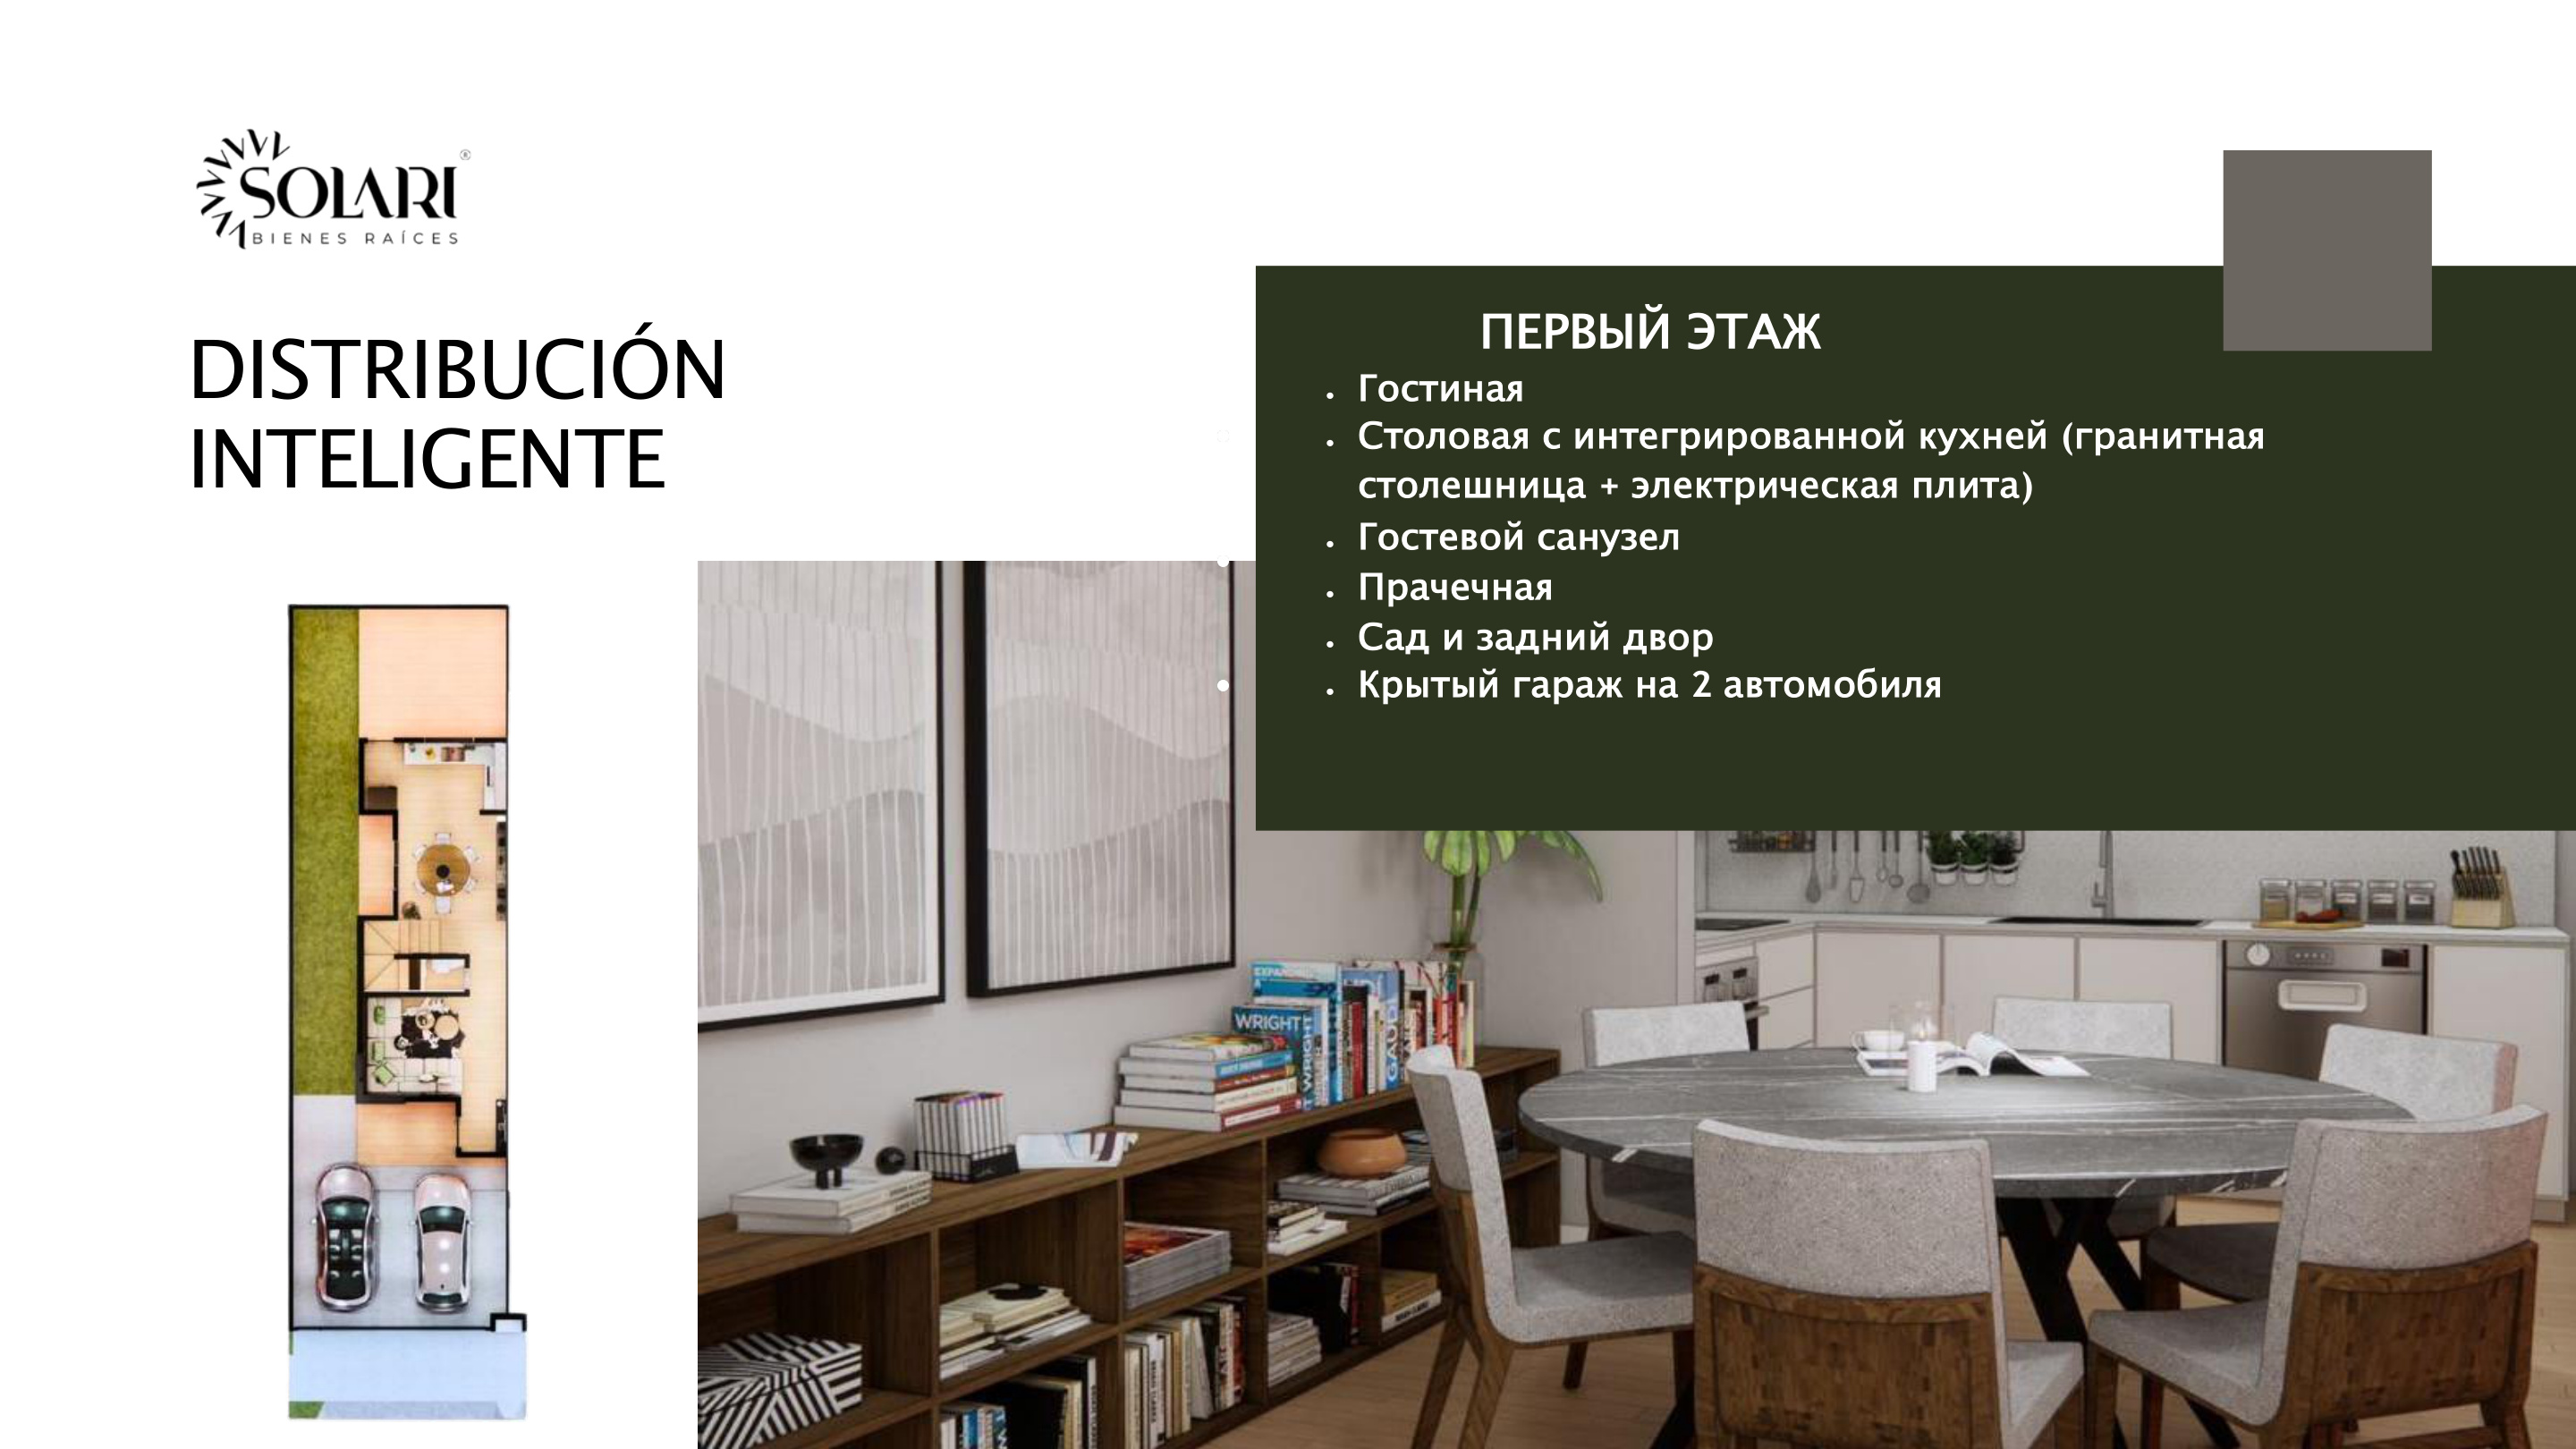 SOLARI®
BIENES RAÍCES
DISTRIBUCIÓN
INTELIGENTE
ПЕРВЫЙ ЭТАЖ
• Гостиная
• Столовая с интегрированной кухней (гранитная
столешница + электрическая плита)
• Гостевой санузел
• Прачечная
• Сад и задний двор
• Крытый гараж на 2 автомобиля
WRIGHT
WRIGHT
GAUDI